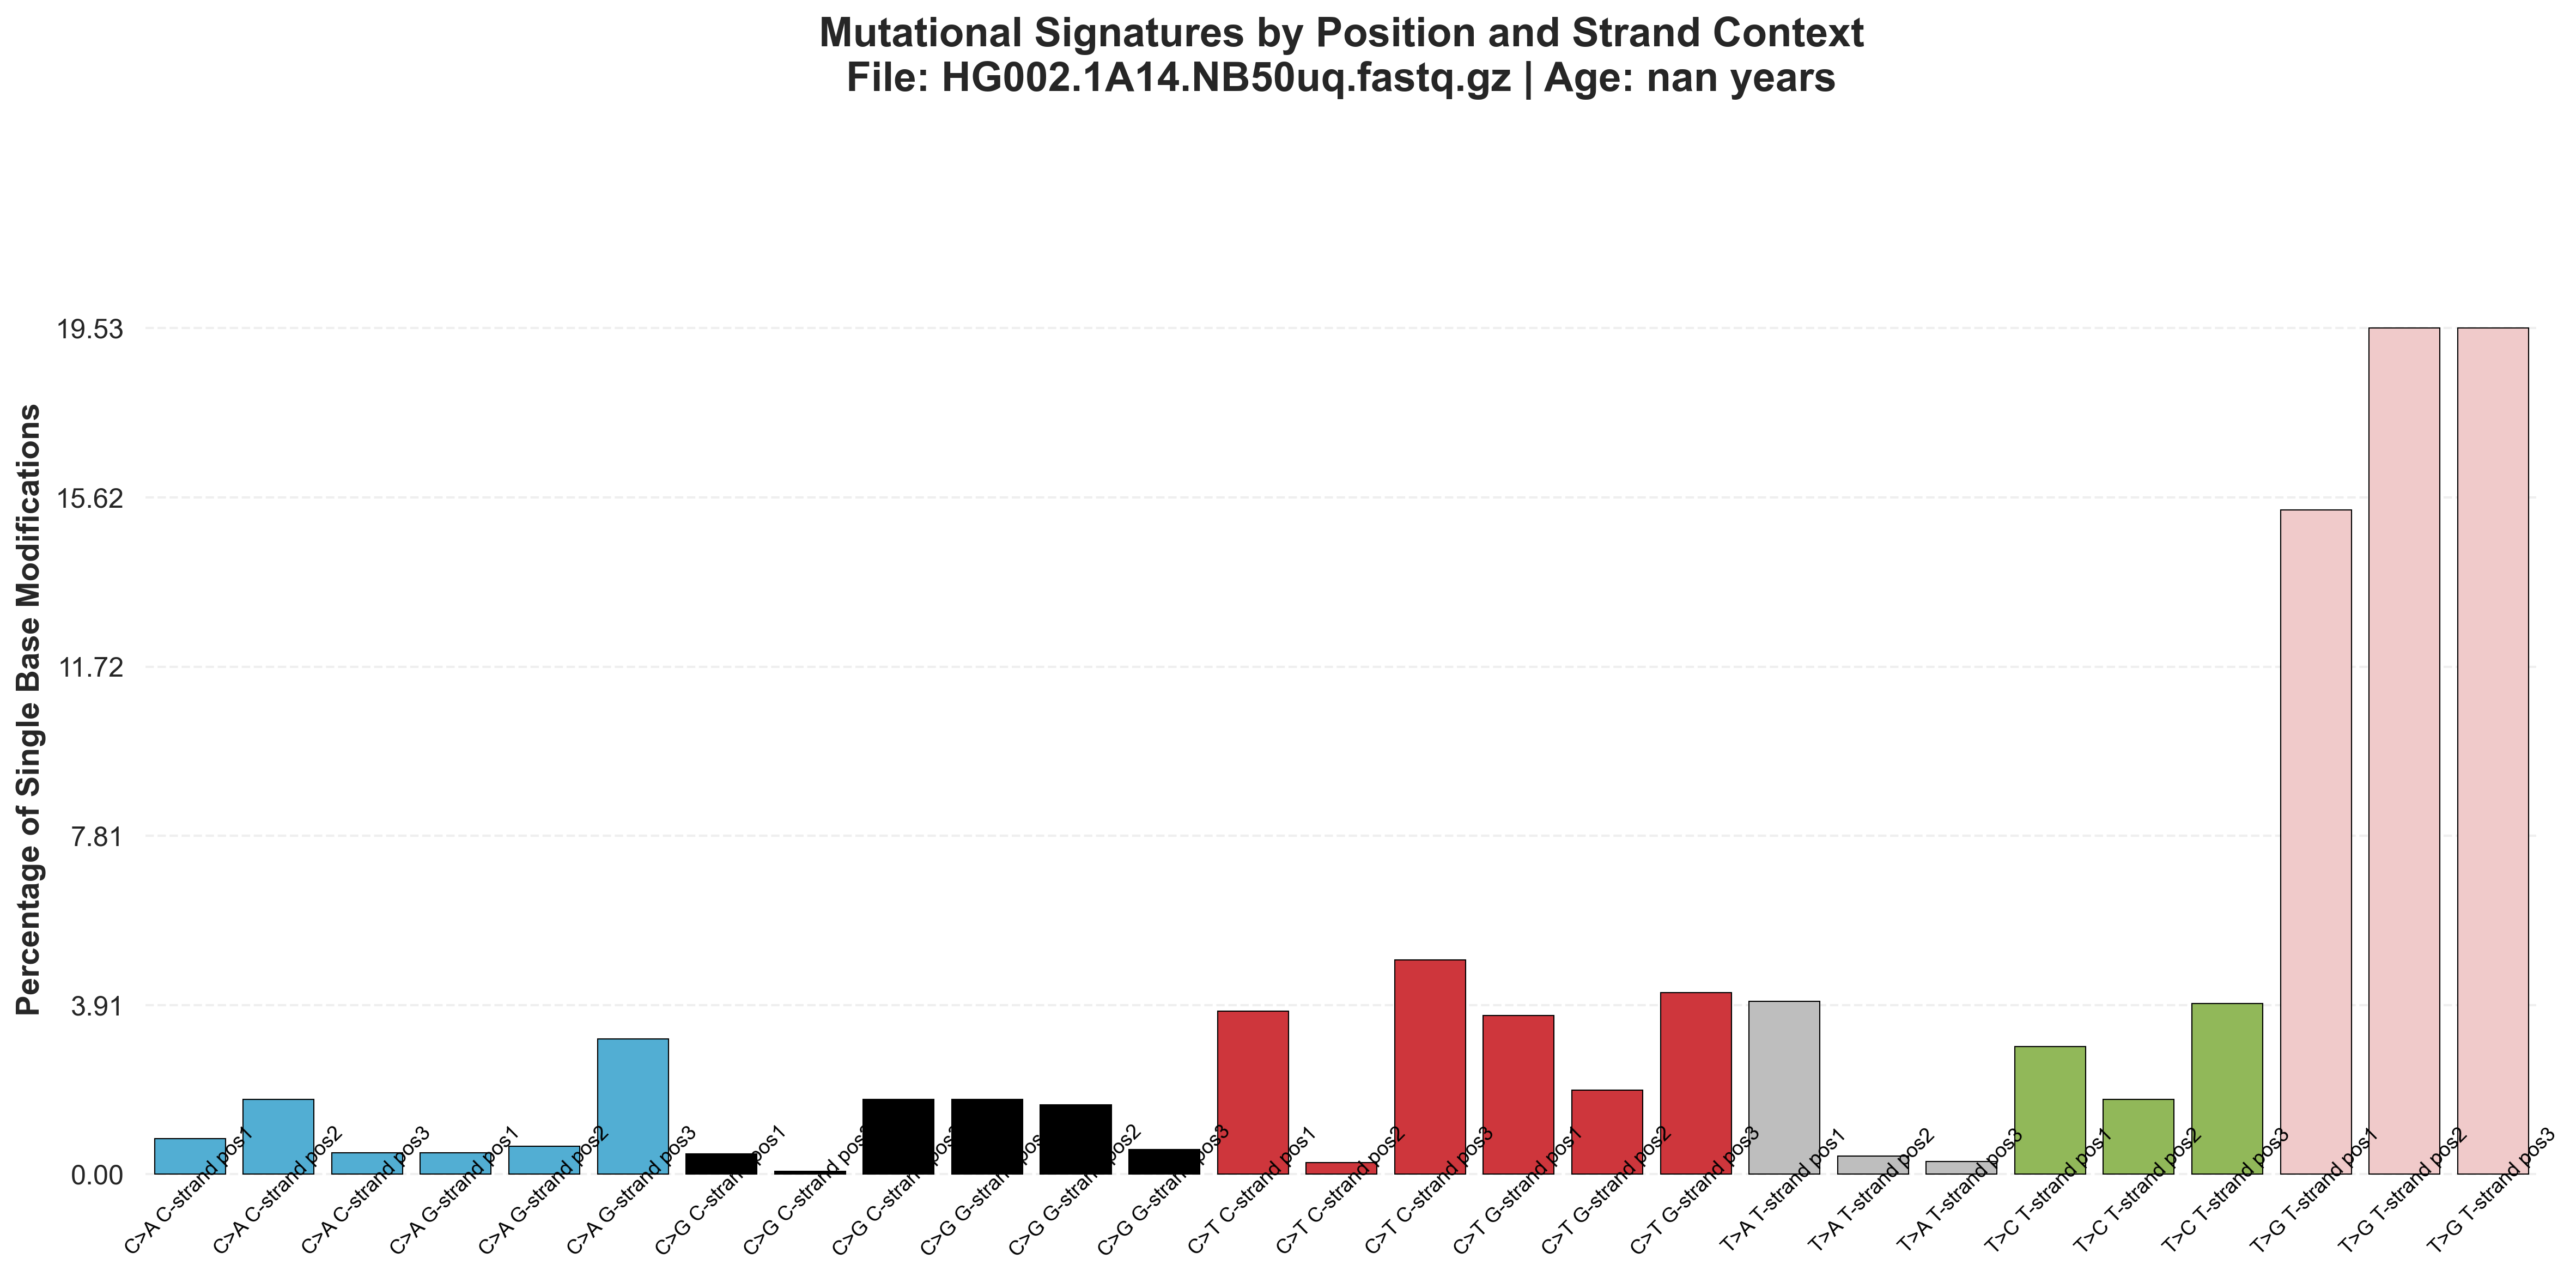 Mutational Signatures by Position and Strand Context
File: HG002.1A14.NB50uq.fastq.gz | Age: nan years
Percentage of Single Base Modifications
19.53
15.62
11.72
7.81
3.91
0.00
C>A C-strand pos1
C>A C-strand pos2
C>A C-strand pos3
C>A G-strand pos1
C>A G-strand pos2
C>A G-strand pos3
C>G C-strand pos1
C>G C-strand pos2
C>G C-strand pos3
C>G G-strand pos1
C>G G-strand pos2
C>G G-strand pos3
C>T C-strand pos1
C>T C-strand pos2
C>T C-strand pos3
C>T G-strand pos1
C>T G-strand pos2
C>T G-strand pos3
T>A T-strand pos1
T>A T-strand pos2
T>A T-strand pos3
T>C T-strand pos1
T>C T-strand pos2
T>C T-strand pos3
T>G T-strand pos1
T>G T-strand pos2
T>G T-strand pos3